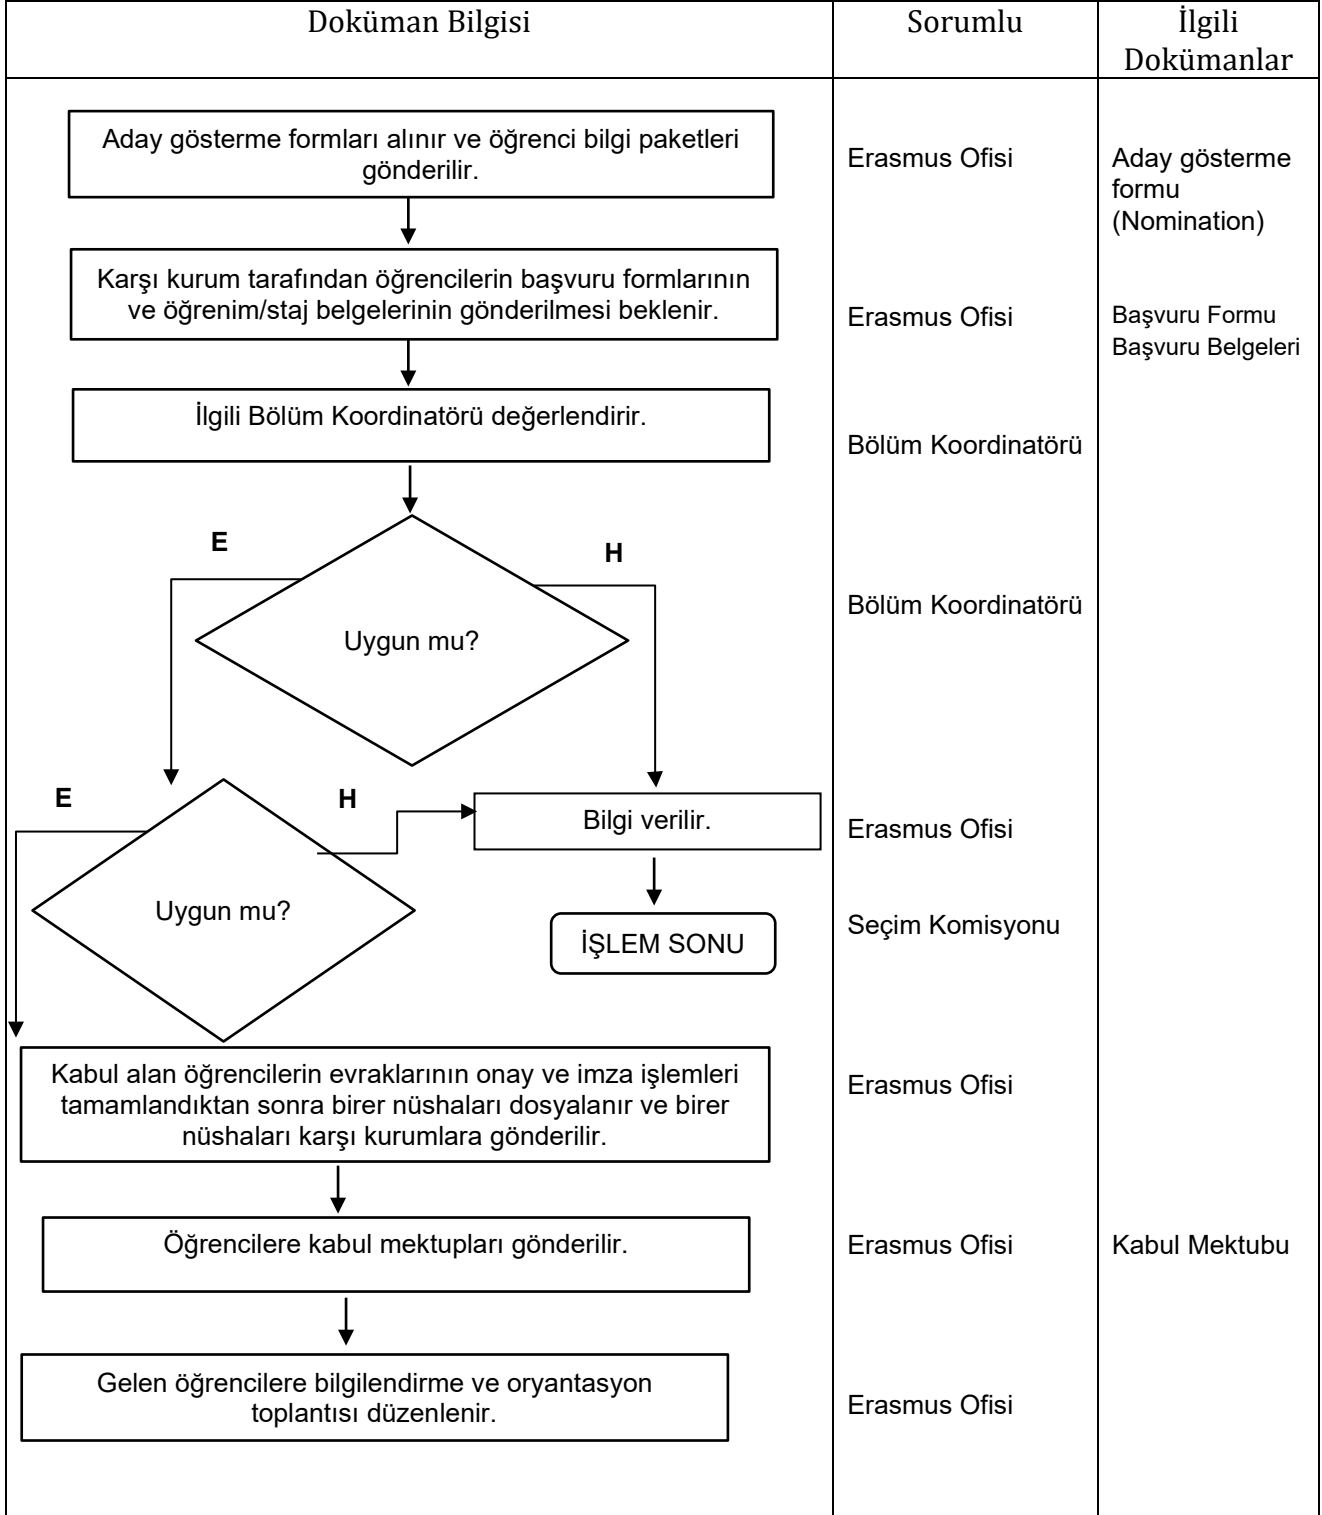 Doküman Bilgisi
Sorumlu
İlgili
Dokümanlar
Aday gösterme formları alınır ve öğrenci bilgi paketleri
gönderilir.
Erasmus Ofisi
Aday gösterme
formu
(Nomination)
Karşı kurum tarafından öğrencilerin başvuru formlarının
ve öğrenim/staj belgelerinin gönderilmesi beklenir.
Erasmus Ofisi
Başvuru Formu
Başvuru Belgeleri
İlgili Bölüm Koordinatörü değerlendirir.
Bölüm Koordinatörü
E
H
Uygun mu?
Bölüm Koordinatörü
E
H
Bilgi verilir.
Erasmus Ofisi
Uygun mu?
İŞLEM SONU
Seçim Komisyonu
Kabul alan öğrencilerin evraklarının onay ve imza işlemleri
tamamlandıktan sonra birer nüshaları dosyalanır ve birer
nüshaları karşı kurumlara gönderilir.
Erasmus Ofisi
Öğrencilere kabul mektupları gönderilir.
Erasmus Ofisi
Kabul Mektubu
Gelen öğrencilere bilgilendirme ve oryantasyon
toplantısı düzenlenir.
Erasmus Ofisi